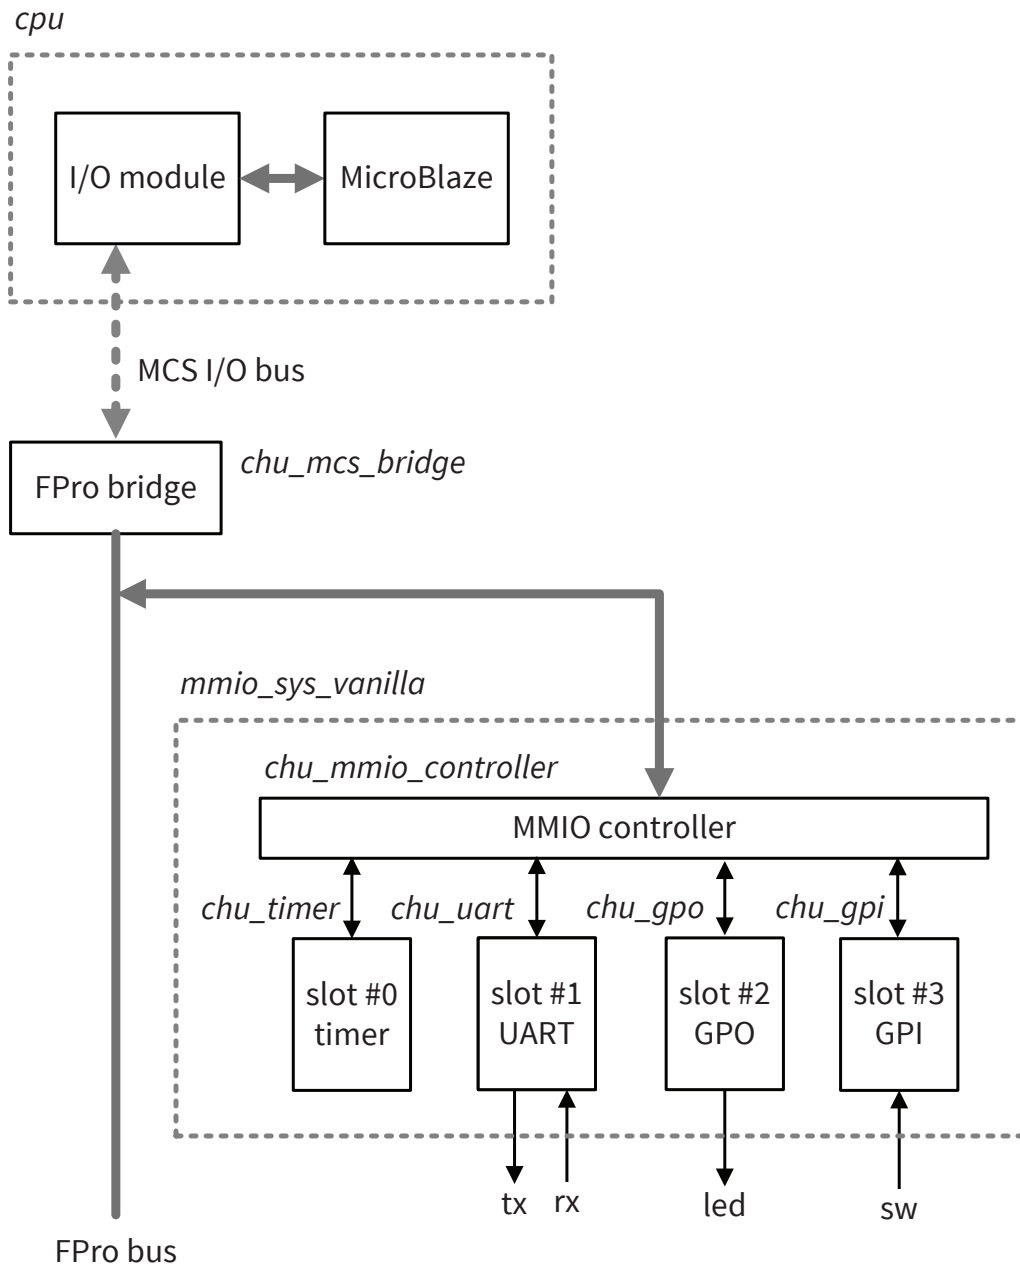 cpu
I/O module
MicroBlaze
MCS I/O bus
chu_mcs_bridge
FPro bridge
mmio_sys_vanilla
chu_mmio_controller
MMIO controller
chu_timer
chu_uart
chu_gpo
chu_gpi
slot #0
timer
slot #1
UART
slot #2
GPO
slot #3
GPI
tx
rx
led
sw
FPro bus